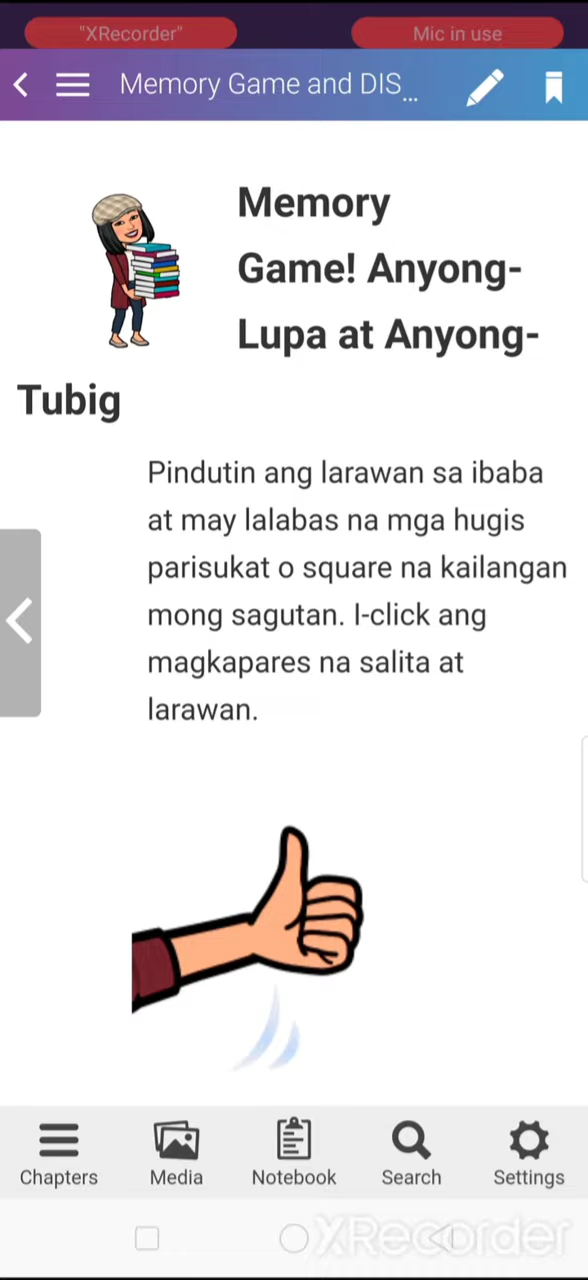 "XRecorder"
Mic in use
Memory Game and DIS...
Memory
Game! Anyong-
Lupa at Anyong-
Tubig
Pindutin ang larawan sa ibaba
at may lalabas na mga hugis
parisukat o square na kailangan
mong sagutan. I-click ang
magkapares na salita at
larawan.
Chapters
Media
Notebook
Search
Settings
XRecorder